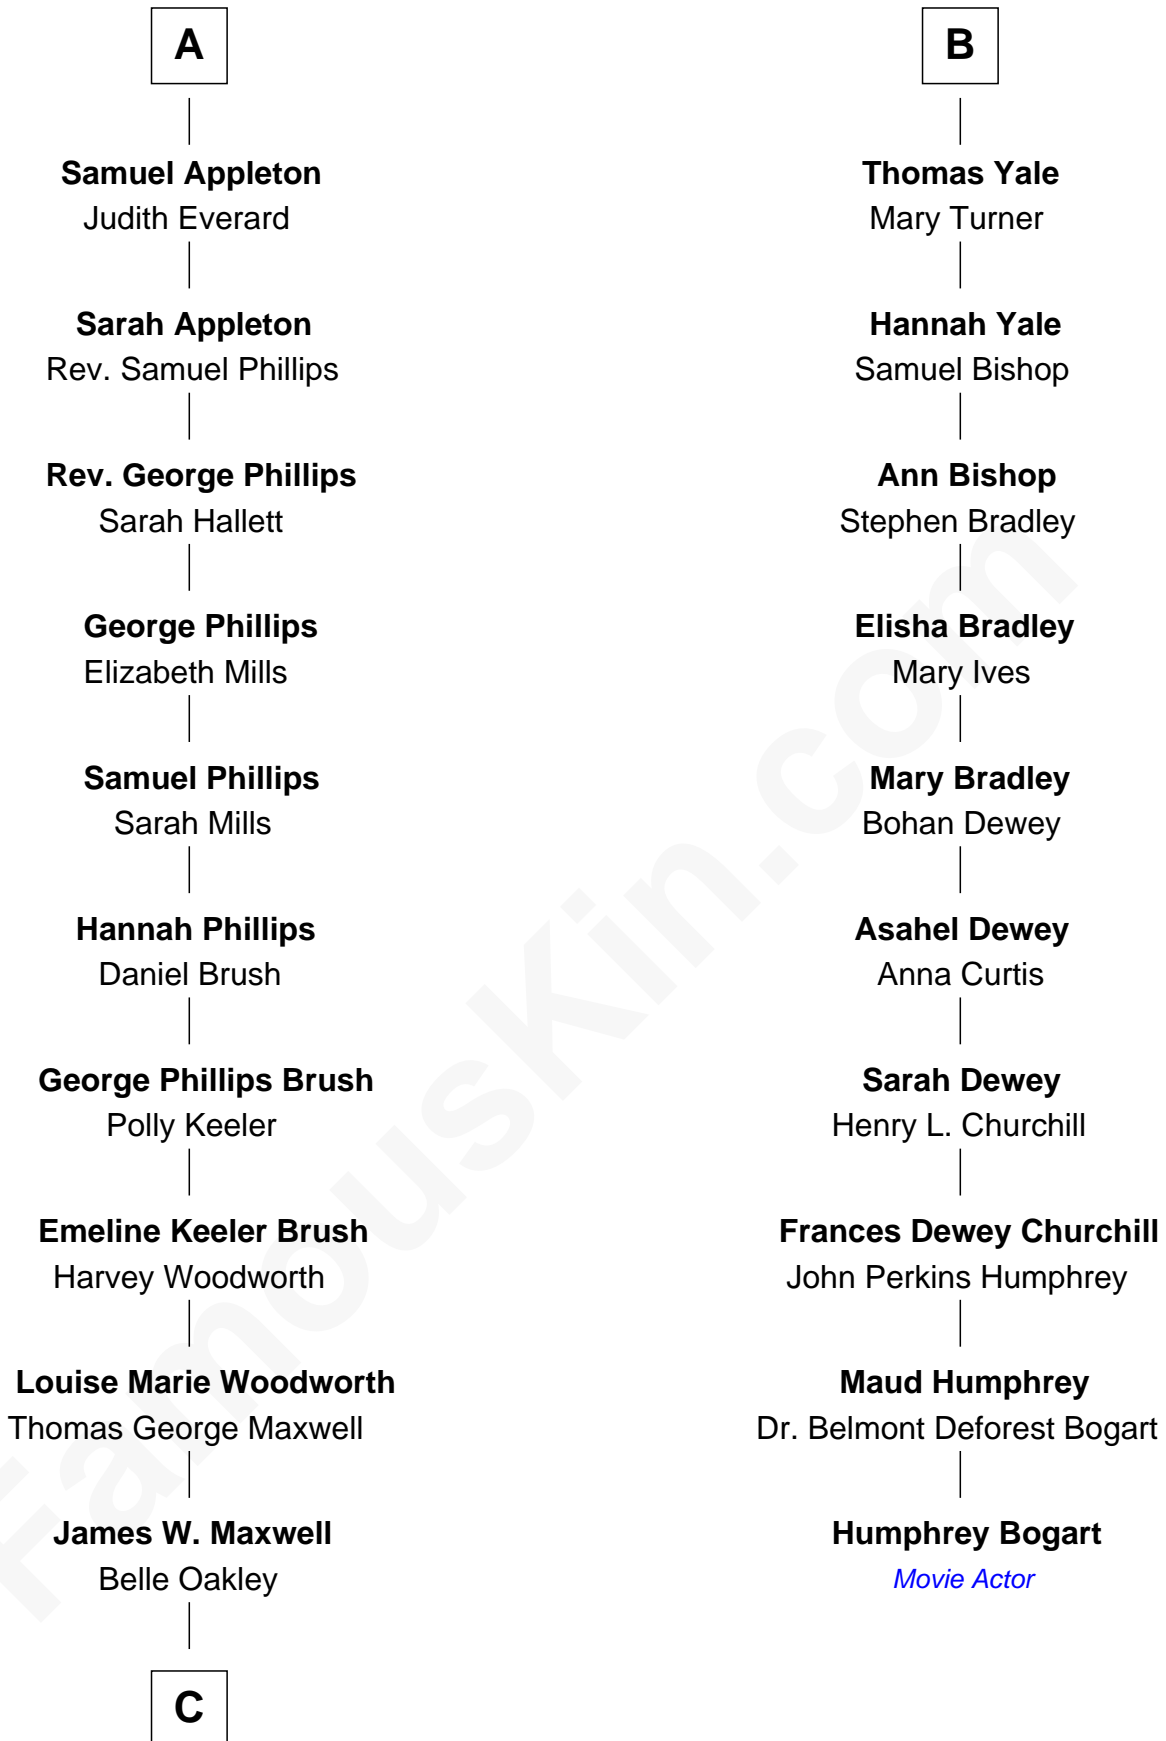 A
Samuel Appleton
Judith Everard
Sarah Appleton
Rev. Samuel Phillips
Rev. George Phillips
Sarah Hallett
George Phillips
Elizabeth Mills
Samuel Phillips
Sarah Mills
Hannah Phillips
Daniel Brush
George Phillips Brush
Polly Keeler
Emeline Keeler Brush
Harvey Woodworth
Louise Marie Woodworth
Thomas George Maxwell
James W. Maxwell
Belle Oakley
C
B
Thomas Yale
Mary Turner
Hannah Yale
Samuel Bishop
Ann Bishop
Stephen Bradley
Elisha Bradley
Mary Ives
Mary Bradley
Bohan Dewey
Asahel Dewey
Anna Curtis
Sarah Dewey
Henry L. Churchill
Frances Dewey Churchill
John Perkins Humphrey
Maud Humphrey
Dr. Belmont Deforest Bogart
Humphrey Bogart
Movie Actor
FamousKin.com